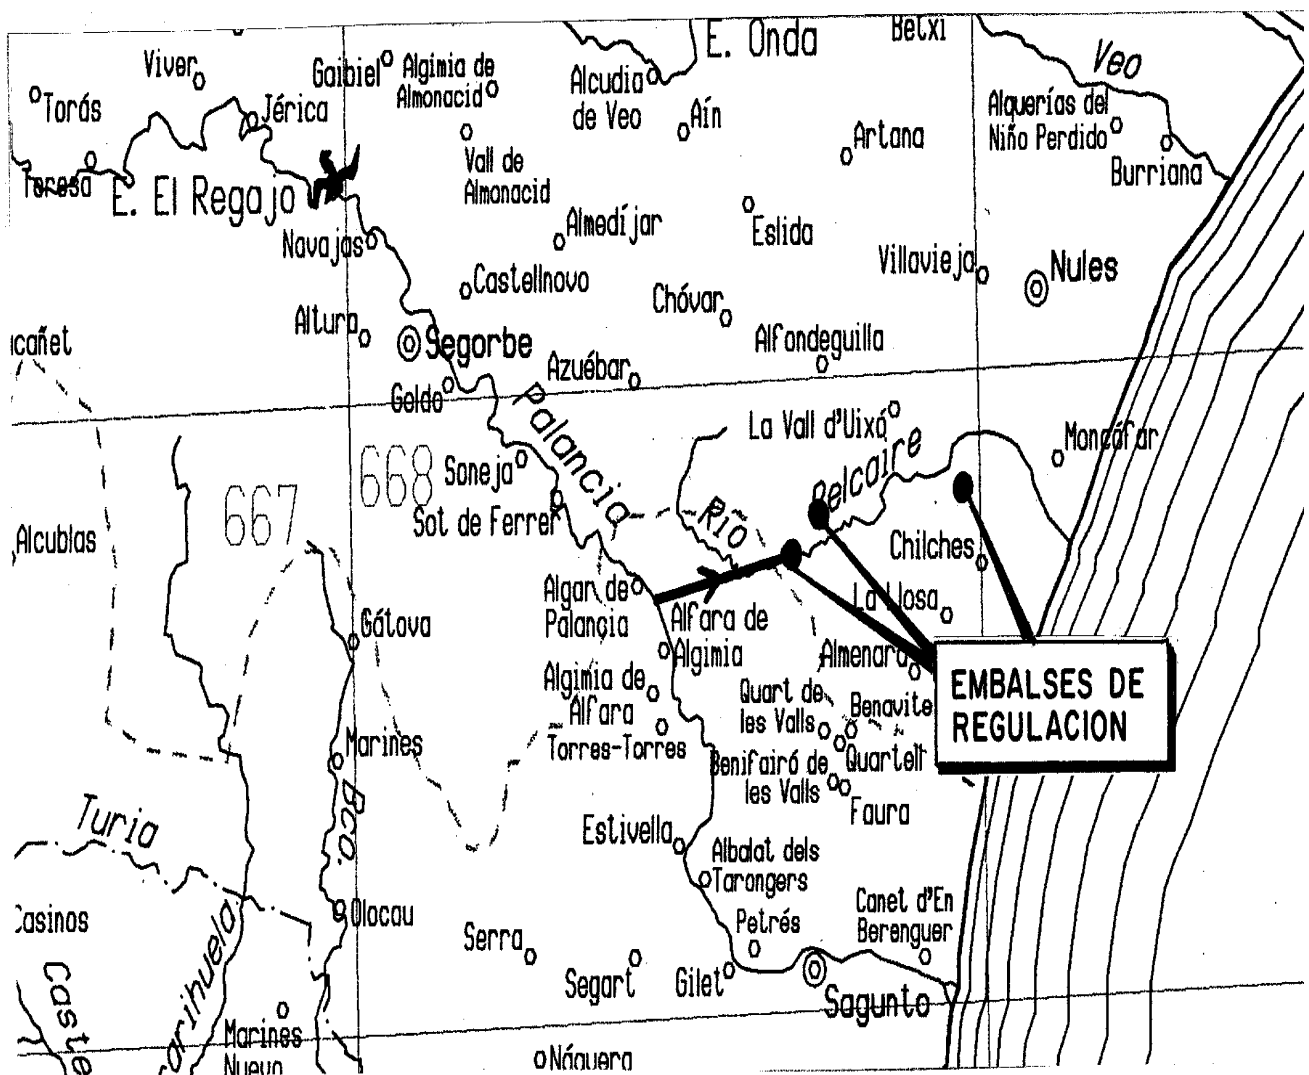 E. Onda
Betxi
Viver
Gaibiel
Algimia de
Almonacid
Alcudia
de Veo
Veo
Torás
Jérica
Aín
Alquerías del
Niño Perdido
Artana
Teresa
E. El Regajo
Vall de
Almonacid
Burriana
Navajas
Almedíjar
Eslida
Villavieja
Nules
Castellnovo
Chóvar
Altura
Segorbe
Azuébar
Alfondeguilla
Geldo
Palancia
La Vall d'Uixó
Moncófar
667
668
Soneja
Belcaire
Sot de Ferrer
Río
Alcublas
Chilches
Algar de
Palancia
La Llosa
Gátova
Alfara de
Algimia
Almenara
EMBALSES DE
REGULACION
Algimia de
Alfara
Quart de
les Valls
Torres-Torres
Marines
Benifairó de
les Valls
Quartell
Faura
Bco.
Turia
Estivella
Albalat dels
Tarongers
Olocau
Petrés
Canet d'En
Berenguer
Serra
Segart
Gilet
Sagunto
Marines
Náquera